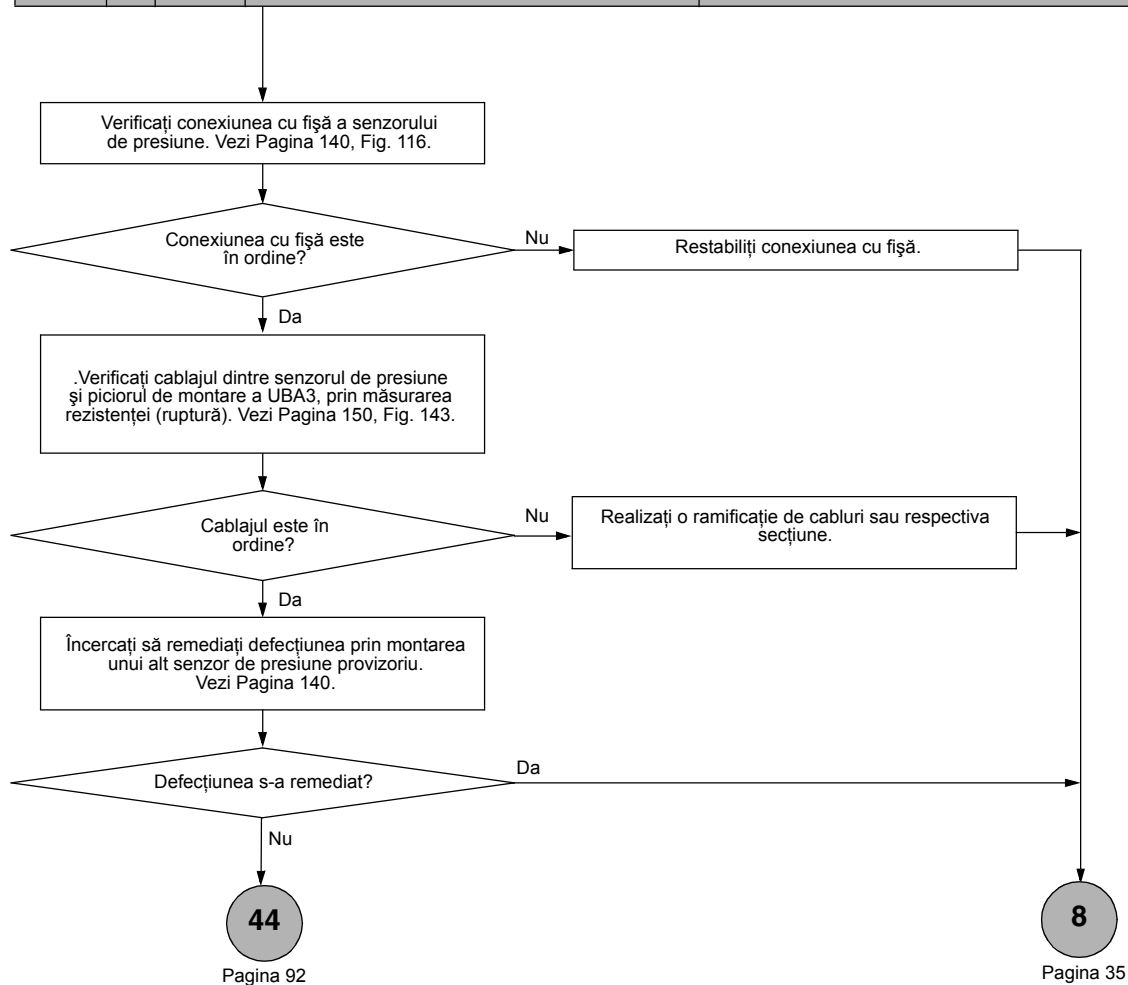 Verificați conexiunea cu fişă a senzorului
de presiune. Vezi Pagina 140, Fig. 116.
Conexiunea cu fişă este
în ordine?
Nu
Restabiliți conexiunea cu fişă.
Da
.Verificați cablajul dintre senzorul de presiune
şi piciorul de montare a UBA3, prin măsurarea
rezistenței (ruptură). Vezi Pagina 150, Fig. 143.
Cablajul este în
ordine?
Nu
Realizați o ramificație de cabluri sau respectiva
secțiune.
Da
Încercați să remediați defecțiunea prin montarea
unui alt senzor de presiune provizoriu.
Vezi Pagina 140.
Defecțiunea s-a remediat?
Da
Nu
44
Pagina 92
8
Pagina 35